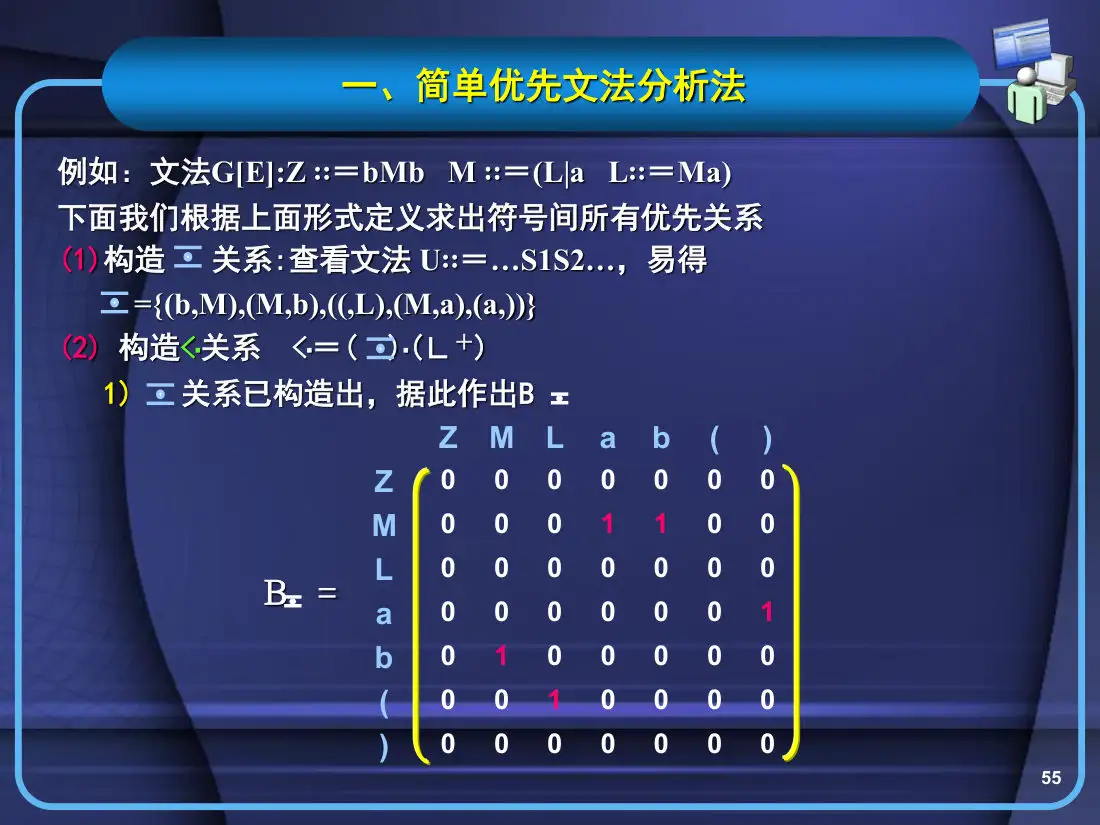 一、简单优先文法分析法
例如：文法G[E]:Z ::＝bMb M ::＝(L|a L::＝Ma)
下面我们根据上面形式定义求出符号间所有优先关系
(1)构造 ≐ 关系:查看文法 U::＝…S1S2…，易得
≐={(b,M),(M,b),((,L),(M,a),(a,))}
(2) 构造⋖关系 ⋖＝( ≐ )·(L +)
1) ≐ 关系已构造出，据此作出B ≐
Z M L a b ( )
Z 0 0 0 0 0 0 0
M 0 0 0 1 1 0 0
L 0 0 0 0 0 0 0
a 0 0 0 0 0 0 1
B≐ =
b 0 1 0 0 0 0 0
( 0 0 1 0 0 0 0
) 0 0 0 0 0 0 0
55